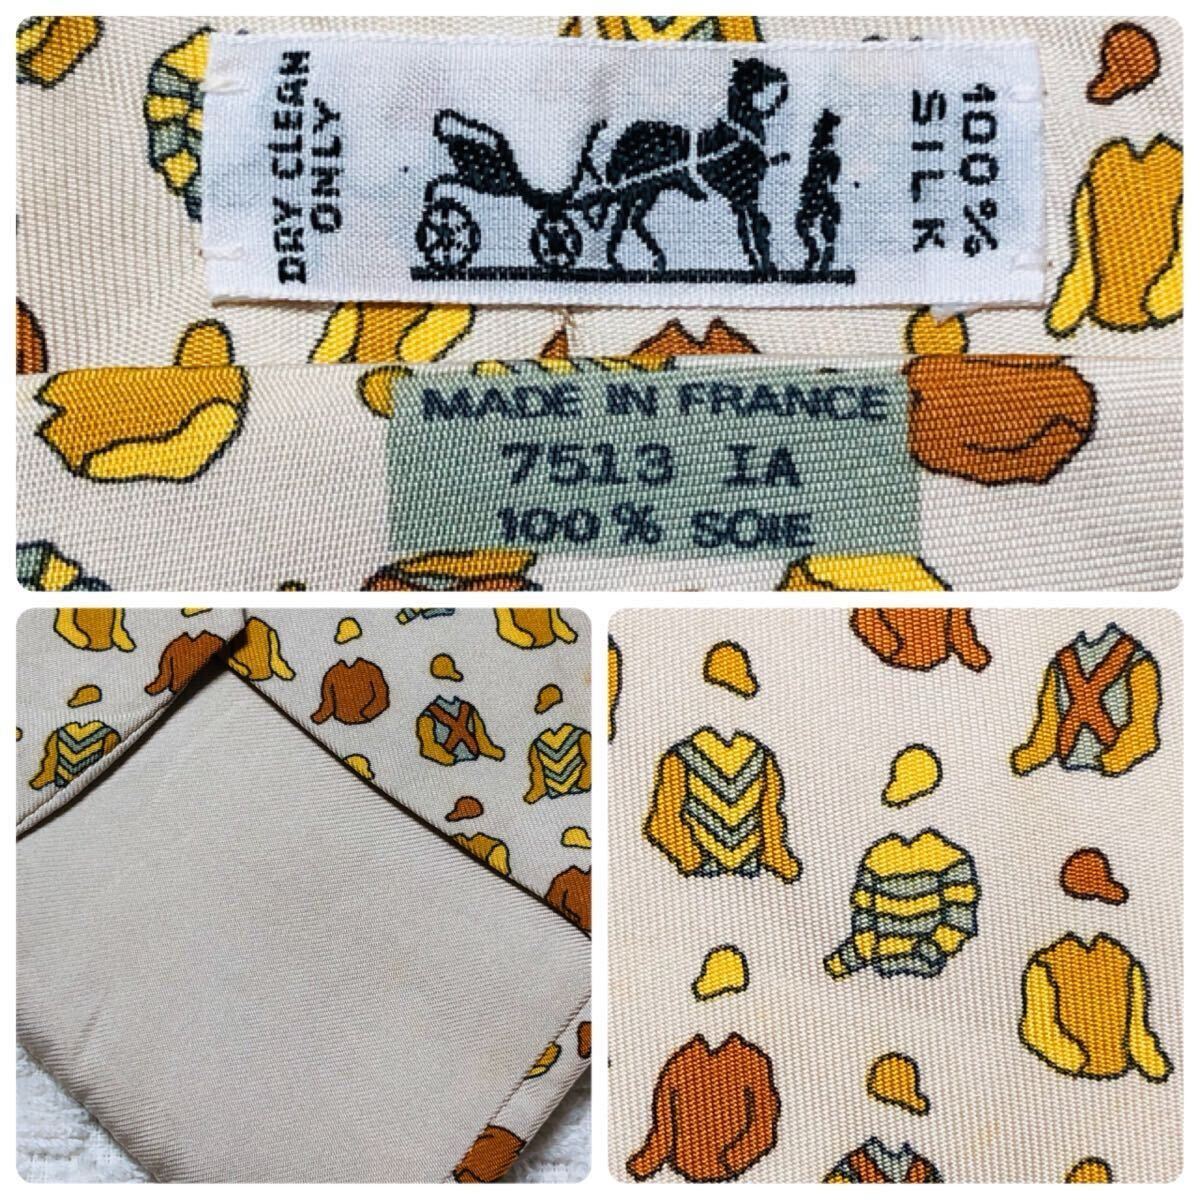 DRY CLEAN
ONLY
100%
SILK
MADE IN FRANCE
7513 IA
100% SOIE